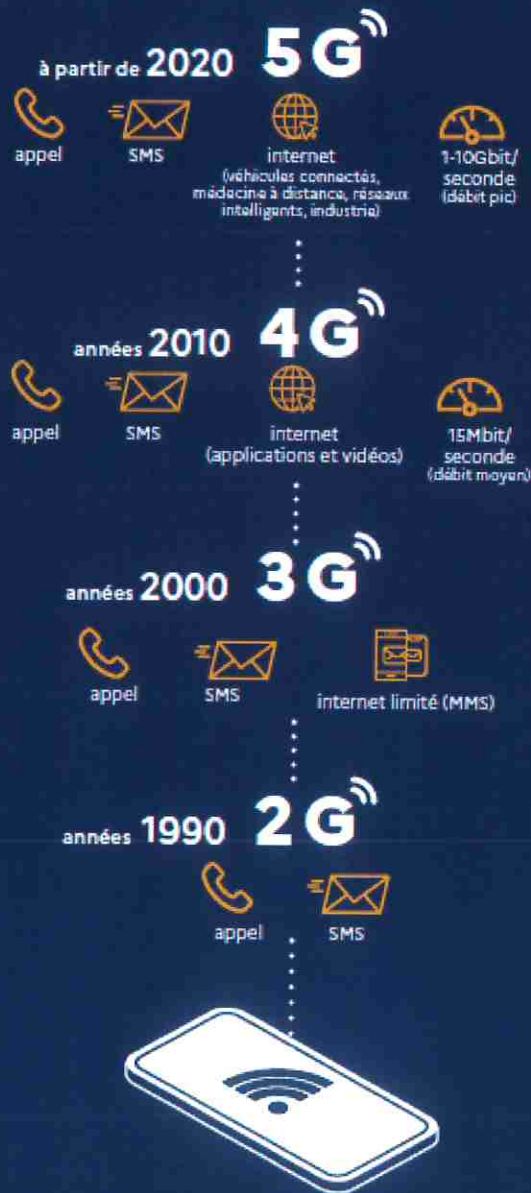 à partir de 2020 5G
appel
SMS
internet
(véhicules connectés,
médecine à distance, réseaux
intelligents, industrie)
1-10Gbit/
seconde
(débit pic)
années 2010 4G
appel
SMS
internet
(applications et vidéos)
15Mbit/
seconde
(débit moyen)
années 2000 3G
appel
SMS
internet limité (MMS)
années 1990 2G
appel
SMS